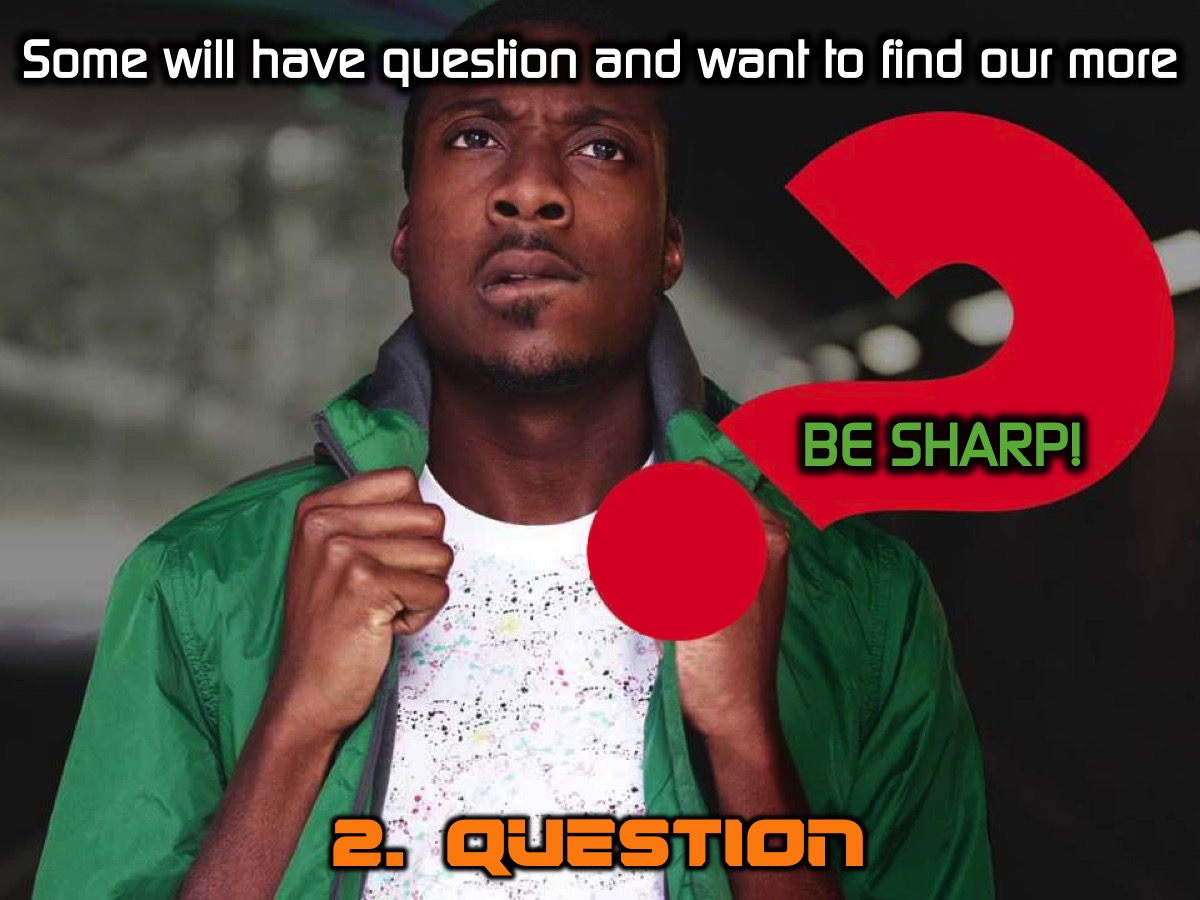 Some will have question and want to find our more
BE SHARP!
2. QUESTION